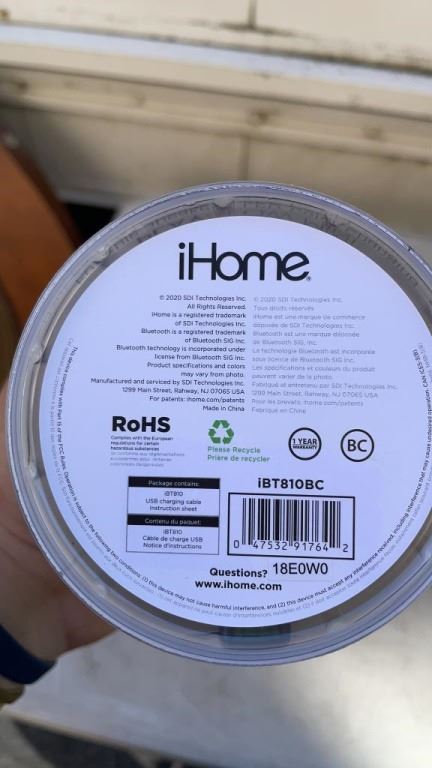 iHome
© 2020 SDI Technologies Inc.
All Rights Reserved.
iHome is a registered trademark
of SDI Technologies Inc.
Bluetooth is a registered trademark
of Bluetooth SIG Inc.
Bluetooth technology is incorporated under
license from Bluetooth SIG Inc.
Product specifications and colors
may vary from photo.
Manufactured and serviced by SDI Technologies Inc.
1299 Main Street, Rahway, NJ 07065 USA
For patents: ihome.com/patents
Made in China
© 2020 SDI Technologies Inc.
Tous droits réservés
iHome est une marque de commerce
déposée de SDI Technologies Inc.
Bluetooth est une marque déposée
de Bluetooth SIG, Inc.
La technologie Bluetooth est incorporée
sous licence de Bluetooth SIG, Inc.
Les spécifications et couleurs du produit
peuvent varier de la photo.
Fabriqué et entretenu par SDI Technologies Inc.
1299 Main Street, Rahway, NJ 07065 USA
Pour les brevets: ihome.com/patents
Fabriqué en Chine
RoHS
Complies with the European
regulations for certain
hazardous substances
Please Recycle
Prière de recycler
1 YEAR
WARRANTY
BC
Package contains:
iBT810
USB charging cable
Instruction sheet
Contenu du paquet:
iBT810
Câble de charge USB
Notice d'instructions
iBT810BC
0 47532 91764 2
Questions? 18E0W0
www.ihome.com
This device complies with Part 15 of the FCC Rules. Operation is subject to the following two conditions: (1) this device may not cause harmful interference, and (2) this device must accept any interference received, including interference that may cause